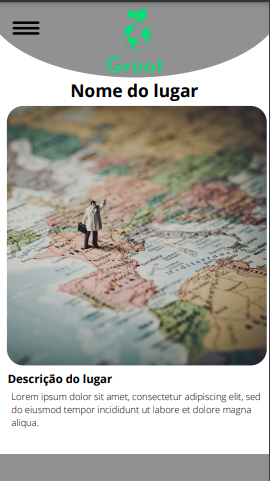 Groot
Nome do lugar
Descrição do lugar
Lorem ipsum dolor sit amet, consectetur adipiscing elit, sed
do eiusmod tempor incididunt ut labore et dolore magna
aliqua.